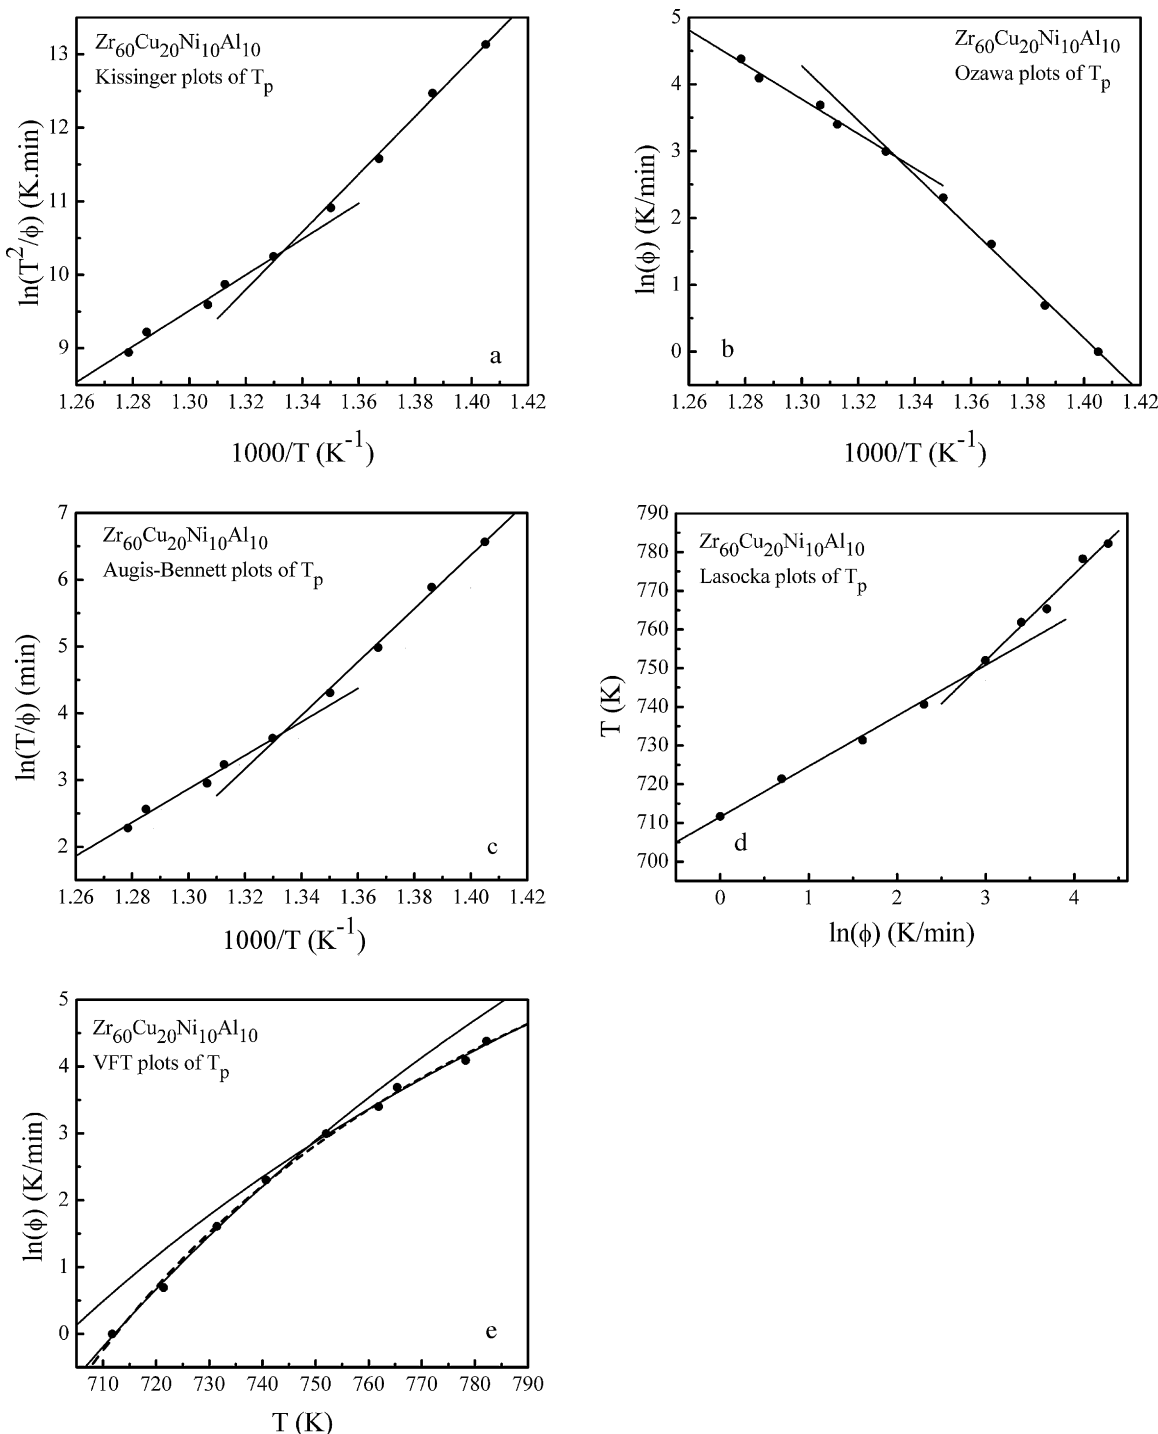 Zr60Cu20Ni10Al10
Kissinger plots of Tp
13
12
11
10
9
ln(T2/ϕ) (K.min)
a
1.26 1.28 1.30 1.32 1.34 1.36 1.38 1.40 1.42
1000/T (K-1)
Zr60Cu20Ni10Al10
Ozawa plots of Tp
5
4
3
2
1
0
ln(ϕ) (K/min)
b
1.26 1.28 1.30 1.32 1.34 1.36 1.38 1.40 1.42
1000/T (K-1)
Zr60Cu20Ni10Al10
Augis-Bennett plots of Tp
7
6
5
4
3
2
ln(T/ϕ) (min)
c
1.26 1.28 1.30 1.32 1.34 1.36 1.38 1.40 1.42
1000/T (K-1)
Zr60Cu20Ni10Al10
Lasocka plots of Tp
790
780
770
760
750
740
730
720
710
700
T (K)
d
0 1 2 3 4
ln(ϕ) (K/min)
Zr60Cu20Ni10Al10
VFT plots of Tp
5
4
3
2
1
0
ln(ϕ) (K/min)
e
710 720 730 740 750 760 770 780 790
T (K)